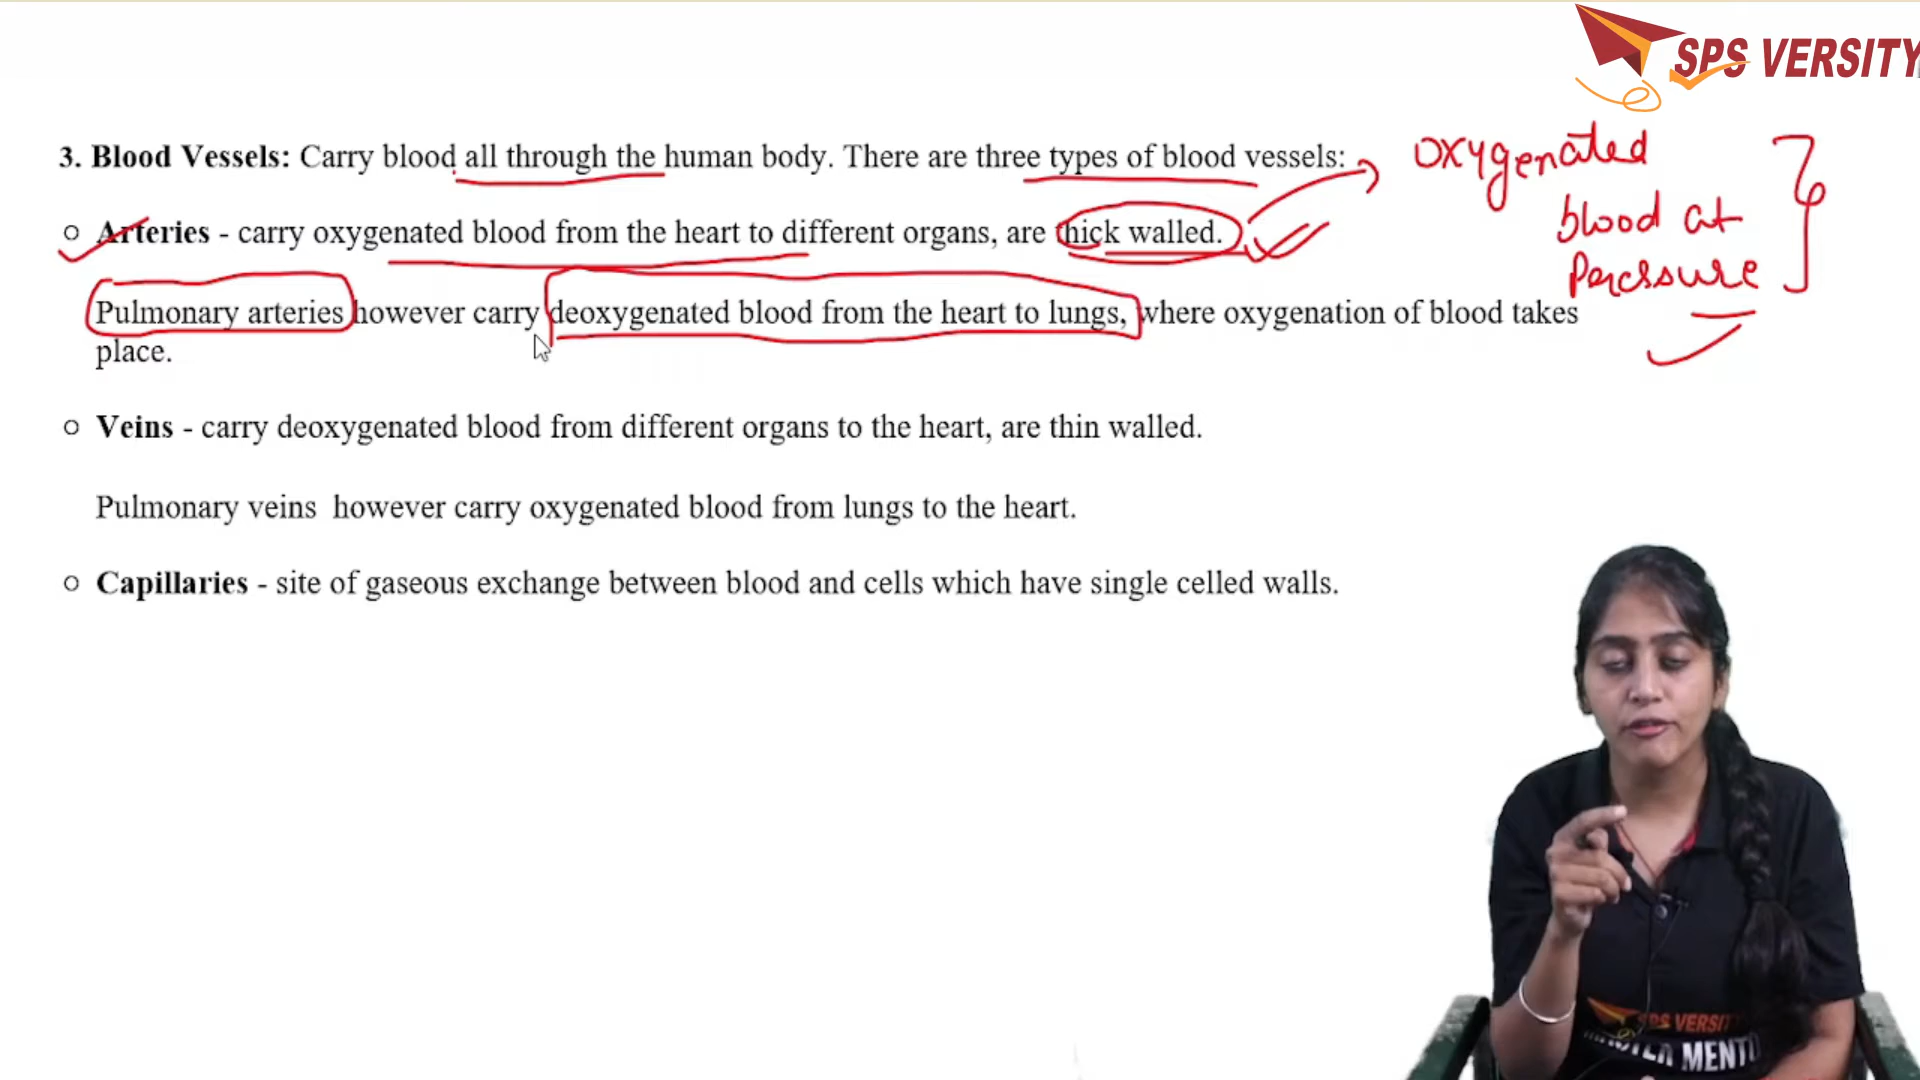 SPS VERSITY
3. Blood Vessels: Carry blood all through the human body. There are three types of blood vessels:
oxygenated
blood at
Pressure
○ Arteries - carry oxygenated blood from the heart to different organs, are thick walled.
Pulmonary arteries however carry deoxygenated blood from the heart to lungs, where oxygenation of blood takes
place.
○ Veins - carry deoxygenated blood from different organs to the heart, are thin walled.
Pulmonary veins however carry oxygenated blood from lungs to the heart.
○ Capillaries - site of gaseous exchange between blood and cells which have single celled walls.
SPS VERSITY